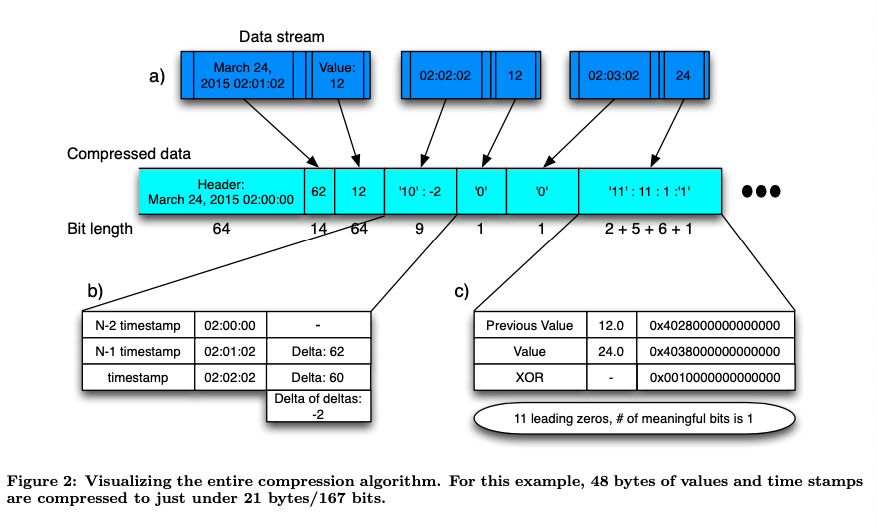 Data stream
a)
March 24,
2015 02:01:02
Value:
12
02:02:02
12
02:03:02
24
Compressed data
Header:
March 24, 2015 02:00:00
62
12
'10' : -2
'0'
'0'
'11' : 11 : 1 :'1'
Bit length
64
14
64
9
1
1
2 + 5 + 6 + 1
b)
N-2 timestamp
02:00:00
-
N-1 timestamp
02:01:02
Delta: 62
timestamp
02:02:02
Delta: 60
Delta of deltas:
-2
c)
Previous Value
12.0
0x4028000000000000
Value
24.0
0x4038000000000000
XOR
-
0x0010000000000000
11 leading zeros, # of meaningful bits is 1
Figure 2: Visualizing the entire compression algorithm. For this example, 48 bytes of values and time stamps
are compressed to just under 21 bytes/167 bits.